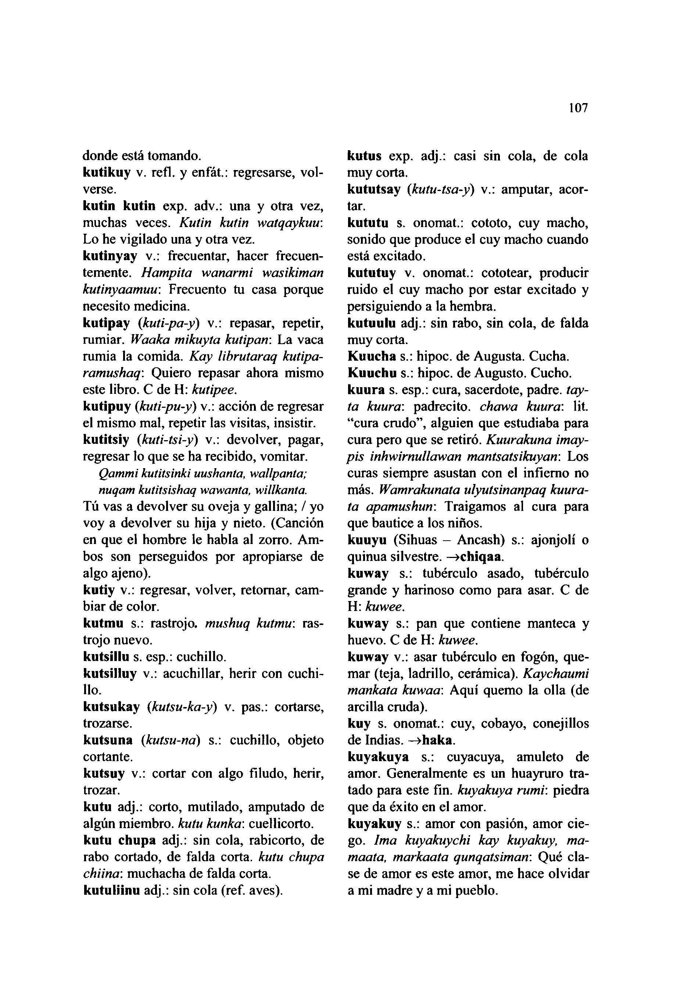 107
donde está tomando.
kutikuy v. refl. y enfát.: regresarse, vol-
verse.
kutin kutin exp. adv.: una y otra vez,
muchas veces. Kutin kutin watqaykuu:
Lo he vigilado una y otra vez.
kutinyay v.: frecuentar, hacer frecuen-
temente. Hampita wanarmi wasikiman
kutinyaamuu: Frecuento tu casa porque
necesito medicina.
kutipay (kuti-pa-y) v.: repasar, repetir,
rumiar. Waaka mikuyta kutipan: La vaca
rumia la comida. Kay librutaraq kutipa-
ramushaq: Quiero repasar ahora mismo
este libro. C de H: kutipee.
kutipuy (kuti-pu-y) v.: acción de regresar
el mismo mal, repetir las visitas, insistir.
kutitsiy (kuti-tsi-y) v.: devolver, pagar,
regresar lo que se ha recibido, vomitar.
Qammi kutitsinki uushanta, wallpanta;
nuqam kutitsishaq wawanta, willkanta.
Tú vas a devolver su oveja y gallina; / yo
voy a devolver su hija y nieto. (Canción
en que el hombre le habla al zorro. Am-
bos son perseguidos por apropiarse de
algo ajeno).
kutiy v.: regresar, volver, retornar, cam-
biar de color.
kutmu s.: rastrojo. mushuq kutmu: ras-
trojo nuevo.
kutsillu s. esp.: cuchillo.
kutsilluy v.: acuchillar, herir con cuchi-
llo.
kutsukay (kutsu-ka-y) v. pas.: cortarse,
trozarse.
kutsuna (kutsu-na) s.: cuchillo, objeto
cortante.
kutsuy v.: cortar con algo filudo, herir,
trozar.
kutu adj.: corto, mutilado, amputado de
algún miembro. kutu kunka: cuellicorto.
kutu chupa adj.: sin cola, rabicorto, de
rabo cortado, de falda corta. kutu chupa
chiina: muchacha de falda corta.
kutuliinu adj.: sin cola (ref. aves).
kutus exp. adj.: casi sin cola, de cola
muy corta.
kututsay (kutu-tsa-y) v.: amputar, acor-
tar.
kututu s. onomat.: cototo, cuy macho,
sonido que produce el cuy macho cuando
está excitado.
kututuy v. onomat.: cototear, producir
ruido el cuy macho por estar excitado y
persiguiendo a la hembra.
kutuulu adj.: sin rabo, sin cola, de falda
muy corta.
Kuucha s.: hipoc. de Augusta. Cucha.
Kuuchu s.: hipoc. de Augusto. Cucho.
kuura s. esp.: cura, sacerdote, padre. tay-
ta kuura: padrecito. chawa kuura: lit.
“cura crudo”, alguien que estudiaba para
cura pero que se retiró. Kuurakuna imay-
pis inhwirnullawan mantsatsikuyan: Los
curas siempre asustan con el infierno no
más. Wamrakunata ulyutsinanpaq kuura-
ta apamushun: Traigamos al cura para
que bautice a los niños.
kuuyu (Sihuas – Ancash) s.: ajonjolí o
quinua silvestre. →chiqaa.
kuway s.: tubérculo asado, tubérculo
grande y harinoso como para asar. C de
H: kuwee.
kuway s.: pan que contiene manteca y
huevo. C de H: kuwee.
kuway v.: asar tubérculo en fogón, que-
mar (teja, ladrillo, cerámica). Kaychaumi
mankata kuwaa: Aquí quemo la olla (de
arcilla cruda).
kuy s. onomat.: cuy, cobayo, conejillos
de Indias. →haka.
kuyakuya s.: cuyacuya, amuleto de
amor. Generalmente es un huayruro tra-
tado para este fin. kuyakuya rumi: piedra
que da éxito en el amor.
kuyakuy s.: amor con pasión, amor cie-
go. Ima kuyakuychi kay kuyakuy, ma-
maata, markaata qunqatsiman: Qué cla-
se de amor es este amor, me hace olvidar
a mi madre y a mi pueblo.